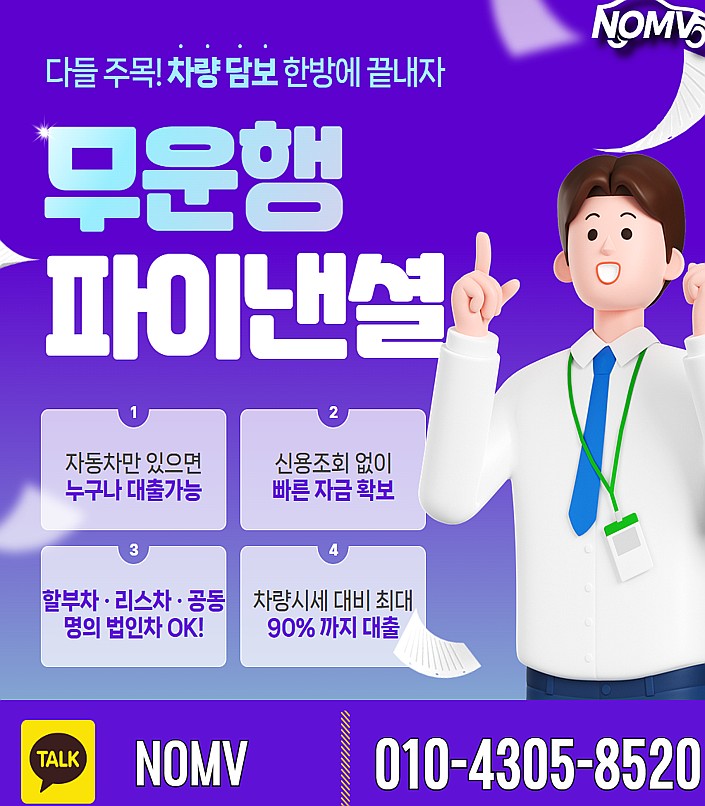 NOMV
다들 주목! 차량 담보 한방에 끝내자
무운행
파이낸셜
1
자동차만 있으면
누구나 대출가능
2
신용조회 없이
빠른 자금 확보
3
할부차 · 리스차 · 공동
명의 법인차 OK!
4
차량시세 대비 최대
90% 까지 대출
TALK
NOMV
010-4305-8520